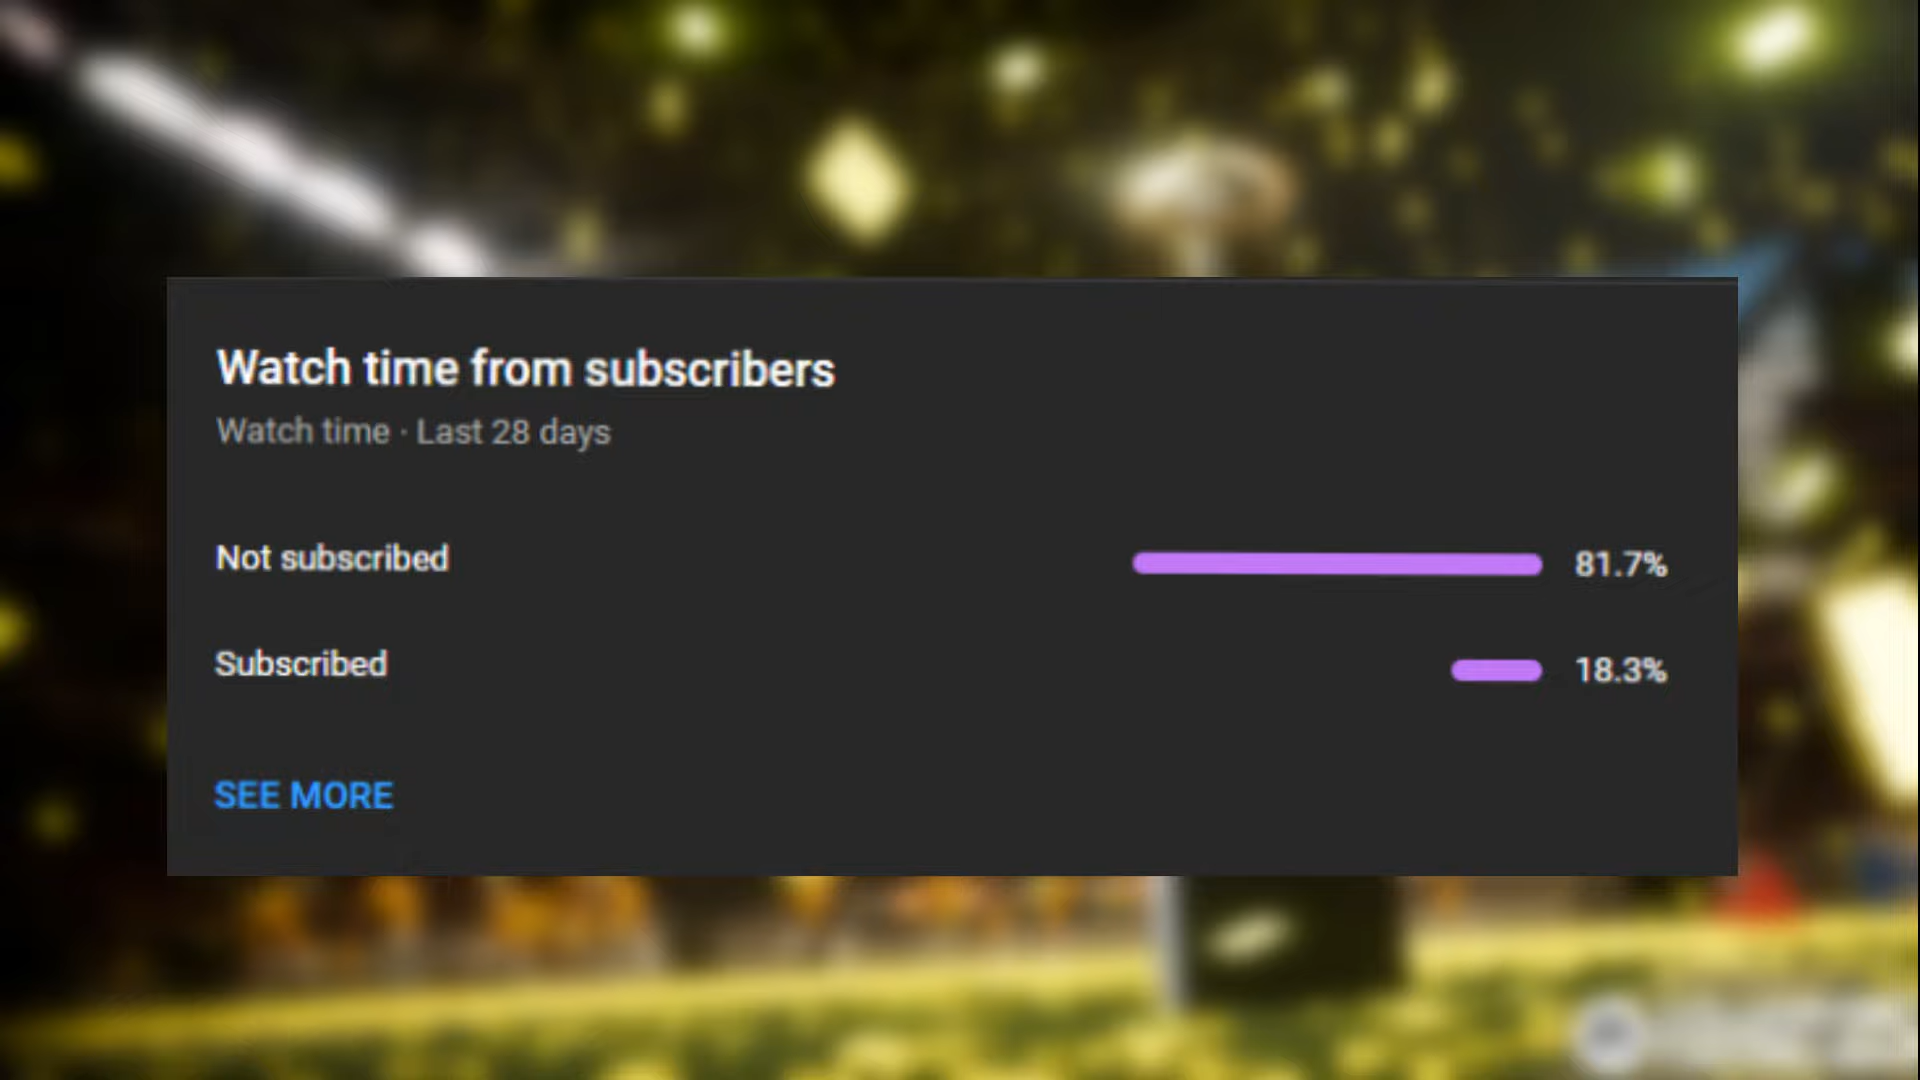 Watch time from subscribers
Watch time · Last 28 days
Not subscribed 81.7%
Subscribed 18.3%
SEE MORE